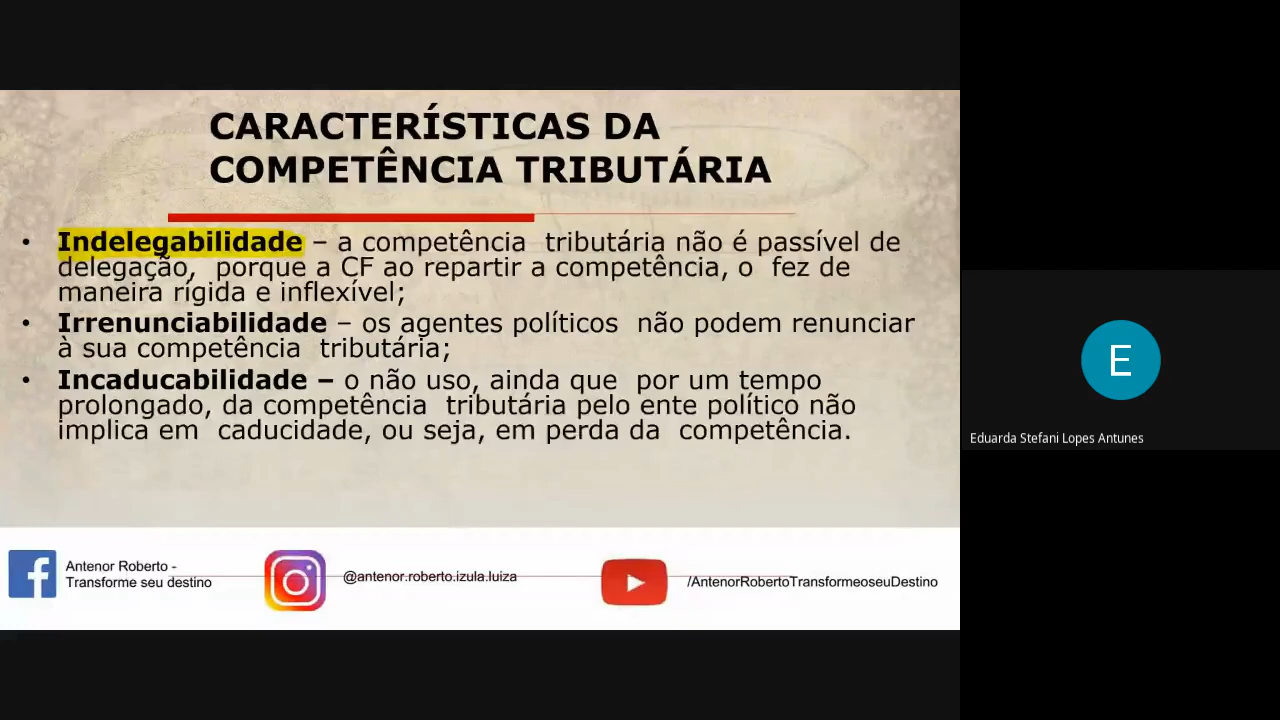 CARACTERÍSTICAS DA
COMPETÊNCIA TRIBUTÁRIA
• Indelegabilidade – a competência tributária não é passível de
delegação, porque a CF ao repartir a competência, o fez de
maneira rígida e inflexível;
• Irrenunciabilidade – os agentes políticos não podem renunciar
à sua competência tributária;
• Incaducabilidade – o não uso, ainda que por um tempo
prolongado, da competência tributária pelo ente político não
implica em caducidade, ou seja, em perda da competência.
Antenor Roberto -
Transforme seu destino
@antenor.roberto.izula.luiza
/AntenorRobertoTransformeoseuDestino
E
Eduarda Stefani Lopes Antunes